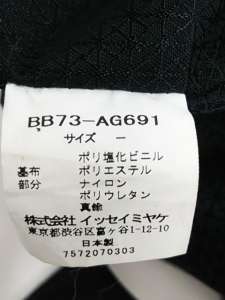 BB73-AG691
サイズ ー
ポリ塩化ビニル
基布 ポリエステル
部分 ナイロン
ポリウレタン
真鍮
株式会社 イッセイミヤケ
東京都渋谷区富ヶ谷1-12-10
日本製
7572070303